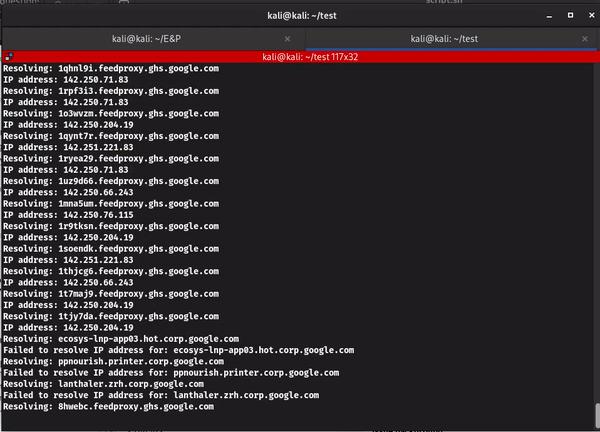 script.sh
kali@kali: ~/test
kali@kali: ~/E&P
kali@kali: ~/test
kali@kali: ~/test 117x32
Resolving: 1qhnl9i.feedproxy.ghs.google.com
IP address: 142.250.71.83
Resolving: 1rpf3i3.feedproxy.ghs.google.com
IP address: 142.250.71.83
Resolving: 1o3wvzm.feedproxy.ghs.google.com
IP address: 142.250.204.19
Resolving: 1qynt7r.feedproxy.ghs.google.com
IP address: 142.251.221.83
Resolving: 1ryea29.feedproxy.ghs.google.com
IP address: 142.250.71.83
Resolving: 1uz9d66.feedproxy.ghs.google.com
IP address: 142.250.66.243
Resolving: 1mna5um.feedproxy.ghs.google.com
IP address: 142.250.76.115
Resolving: 1r9tksn.feedproxy.ghs.google.com
IP address: 142.250.204.19
Resolving: 1soendk.feedproxy.ghs.google.com
IP address: 142.251.221.83
Resolving: 1thjcg6.feedproxy.ghs.google.com
IP address: 142.250.66.243
Resolving: 1t7maj9.feedproxy.ghs.google.com
IP address: 142.250.204.19
Resolving: 1tjy7da.feedproxy.ghs.google.com
IP address: 142.250.204.19
Resolving: ecosys-lnp-app03.hot.corp.google.com
Failed to resolve IP address for: ecosys-lnp-app03.hot.corp.google.com
Resolving: ppnourish.printer.corp.google.com
Failed to resolve IP address for: ppnourish.printer.corp.google.com
Resolving: lanthaler.zrh.corp.google.com
Failed to resolve IP address for: lanthaler.zrh.corp.google.com
Resolving: 8hwebc.feedproxy.ghs.google.com